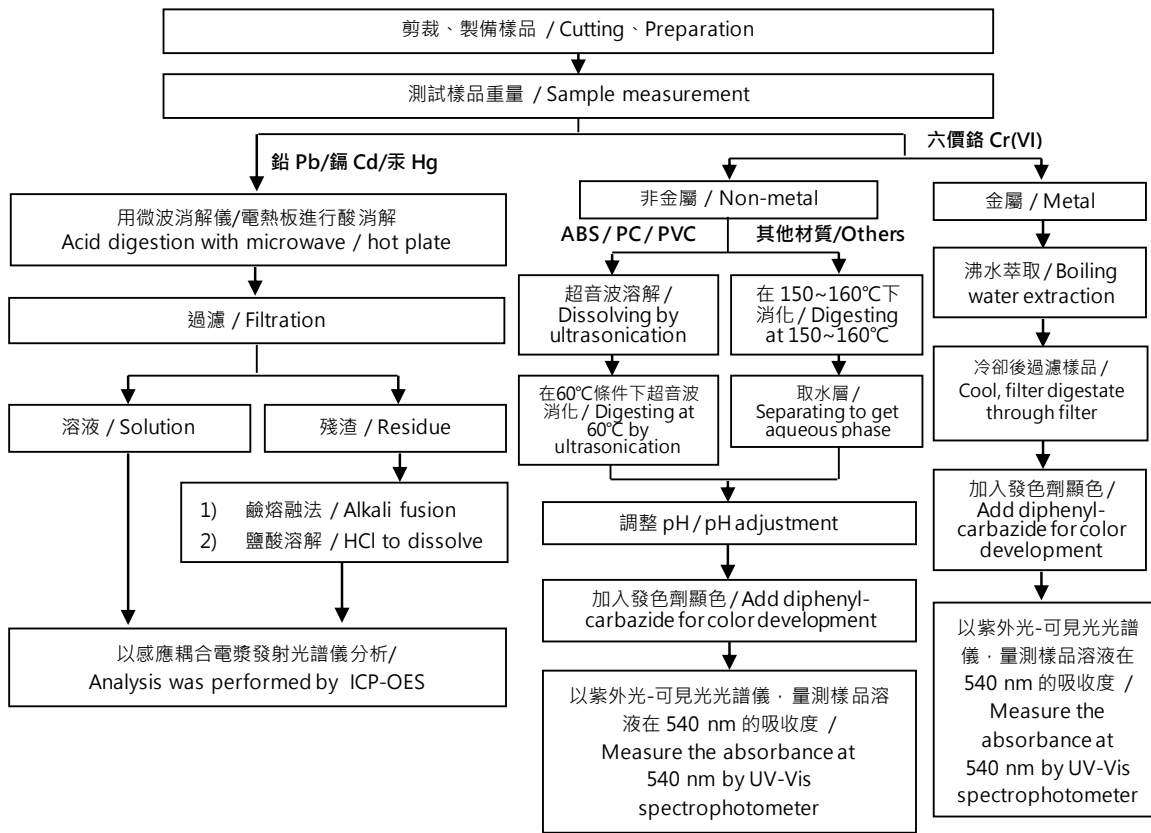 剪裁、製備樣品 / Cutting、Preparation
測試樣品重量 / Sample measurement
鉛 Pb/鎘 Cd/汞 Hg
六價鉻 Cr(VI)
用微波消解儀/電熱板進行酸消解
Acid digestion with microwave / hot plate
過濾 / Filtration
溶液 / Solution
殘渣 / Residue
1) 鹼熔融法 / Alkali fusion
2) 鹽酸溶解 / HCl to dissolve
以感應耦合電漿發射光譜儀分析/
Analysis was performed by ICP-OES
非金屬 / Non-metal
ABS / PC / PVC
其他材質/Others
超音波溶解 /
Dissolving by
ultrasonication
在60℃條件下超音波
消化 / Digesting at
60℃ by
ultrasonication
在 150~160℃下
消化 / Digesting
at 150~160℃
取水層 /
Separating to get
aqueous phase
調整 pH / pH adjustment
加入發色劑顯色 / Add diphenyl-
carbazide for color development
以紫外光-可見光光譜儀，量測樣品溶
液在 540 nm 的吸收度 /
Measure the absorbance at
540 nm by UV-Vis
spectrophotometer
金屬 / Metal
沸水萃取 / Boiling
water extraction
冷卻後過濾樣品 /
Cool, filter digestate
through filter
加入發色劑顯色 /
Add diphenyl-
carbazide for color
development
以紫外光-可見光光譜
儀，量測樣品溶液在
540 nm 的吸收度 /
Measure the
absorbance at
540 nm by UV-Vis
spectrophotometer